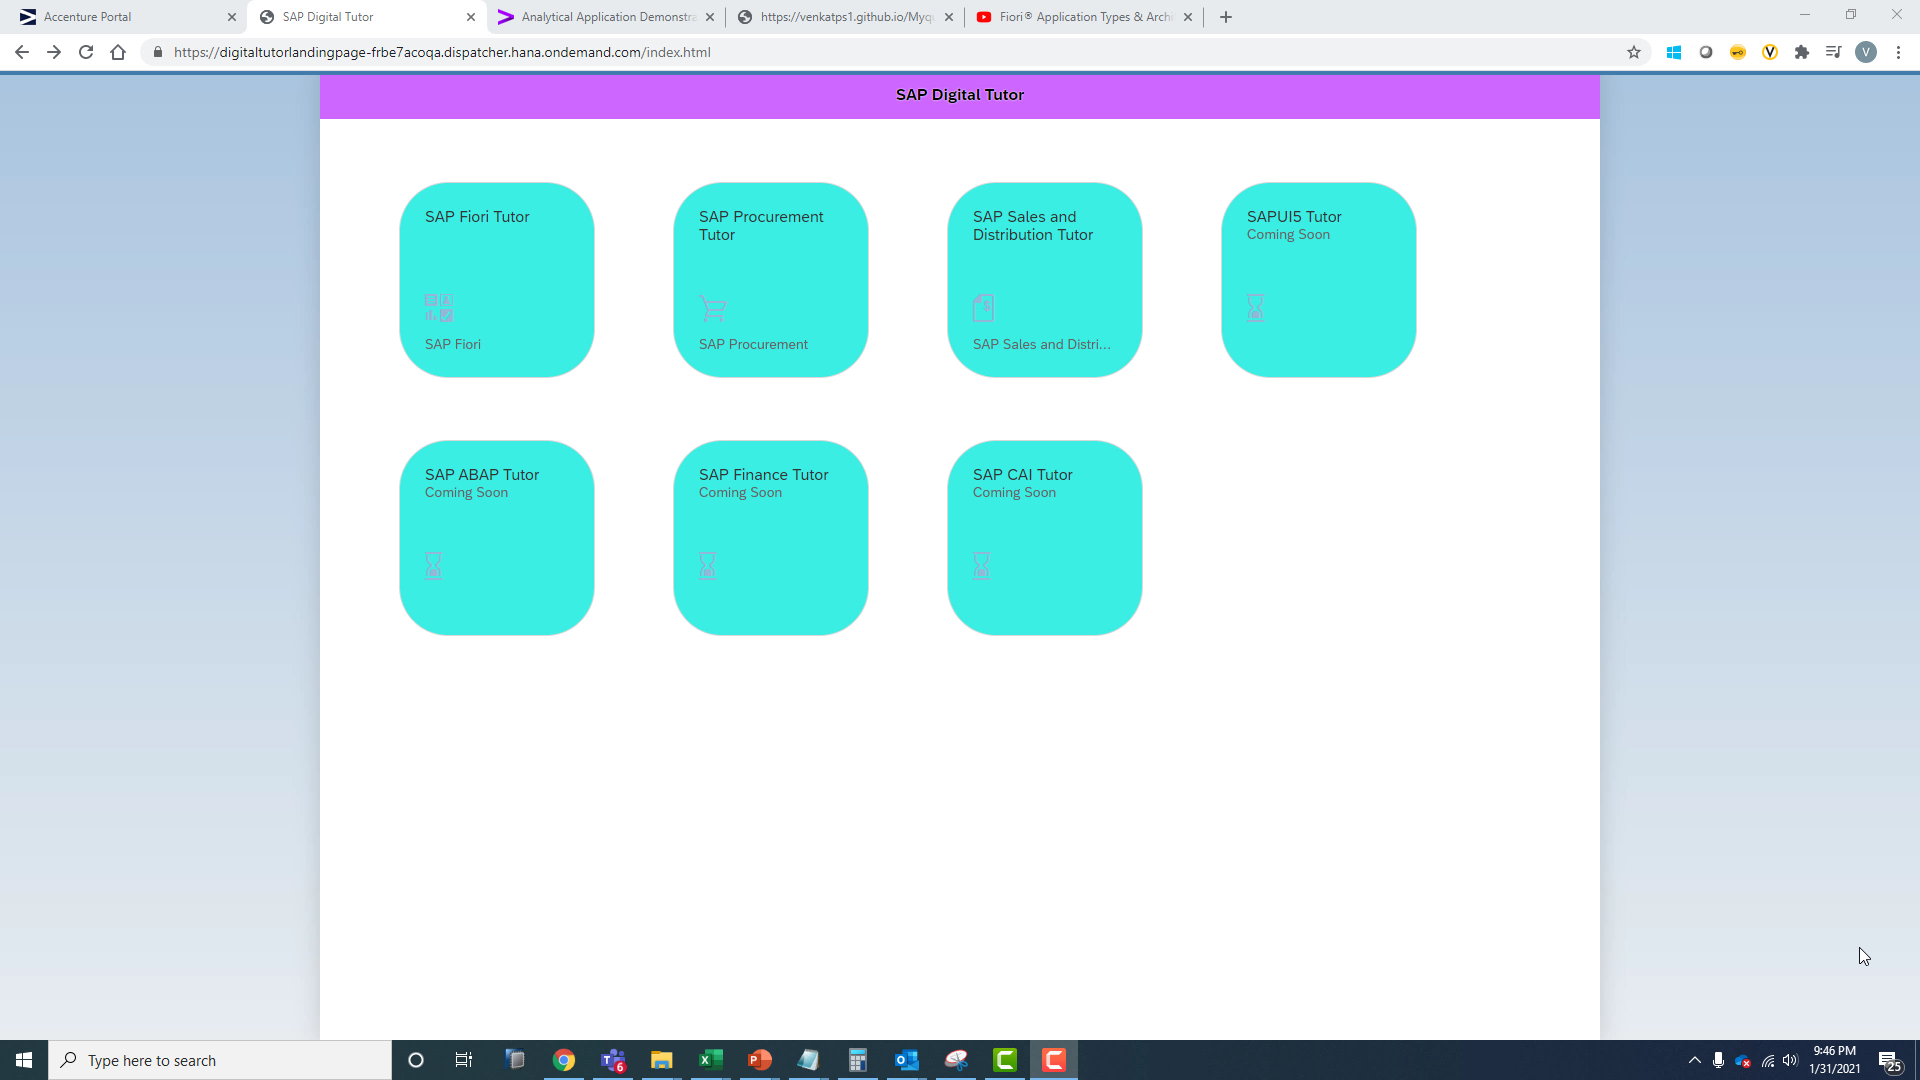 Accenture Portal
SAP Digital Tutor
Analytical Application Demonstra
https://venkatps1.github.io/Myq
Fiori® Application Types & Archi
https://digitaltutorlandingpage-frbe7acoqa.dispatcher.hana.ondemand.com/index.html
V
V
SAP Digital Tutor
SAP Fiori Tutor
SAP Fiori
SAP Procurement
Tutor
SAP Procurement
SAP Sales and
Distribution Tutor
SAP Sales and Distri...
SAPUI5 Tutor
Coming Soon
SAP ABAP Tutor
Coming Soon
SAP Finance Tutor
Coming Soon
SAP CAI Tutor
Coming Soon
Type here to search
6
9:46 PM
1/31/2021
25